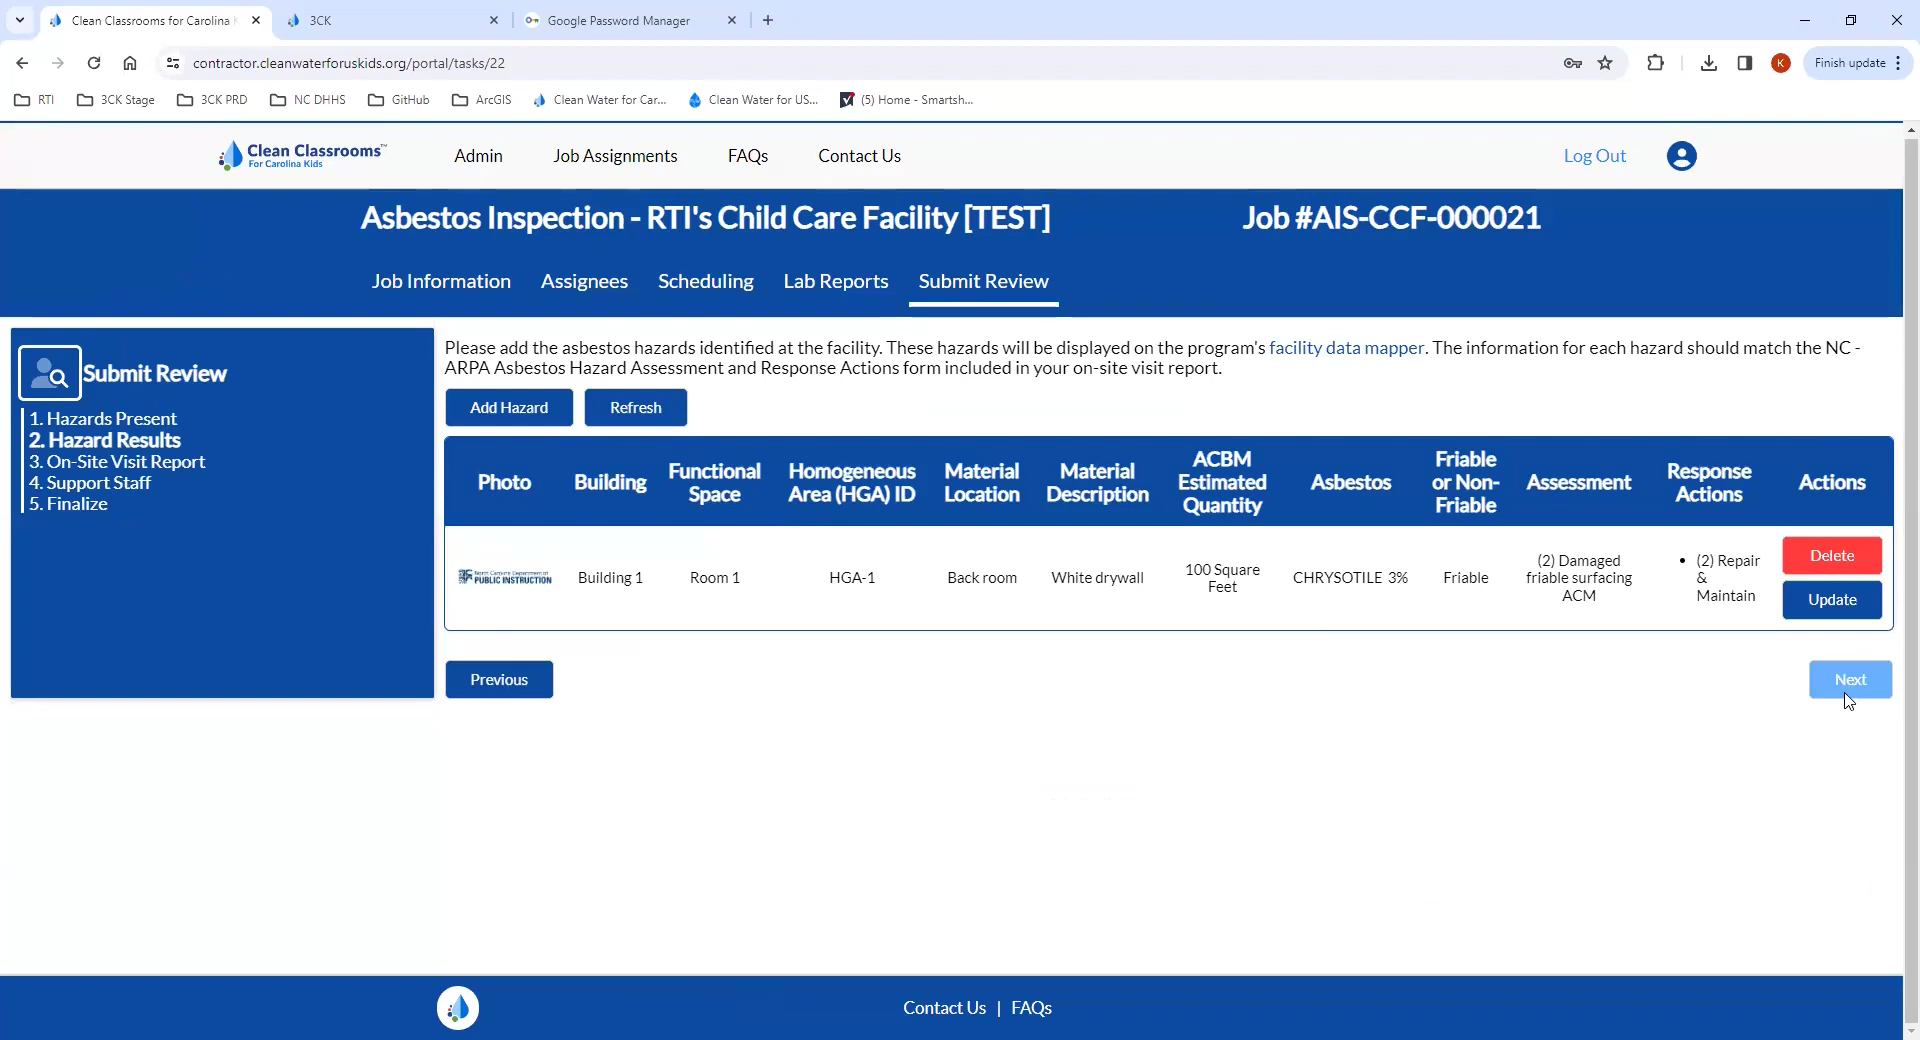 Clean Classrooms for Carolina
3CK
Google Password Manager
contractor.cleanwaterforuskids.org/portal/tasks/22
K
Finish update
RTI
3CK Stage
3CK PRD
NC DHHS
GitHub
ArcGIS
Clean Water for Car...
Clean Water for US...
(5) Home - Smartsh...
Clean Classrooms™
For Carolina Kids
Admin
Job Assignments
FAQs
Contact Us
Log Out
Asbestos Inspection - RTI's Child Care Facility [TEST]
Job #AIS-CCF-000021
Job Information
Assignees
Scheduling
Lab Reports
Submit Review
Submit Review
1. Hazards Present
2. Hazard Results
3. On-Site Visit Report
4. Support Staff
5. Finalize
Please add the asbestos hazards identified at the facility. These hazards will be displayed on the program's facility data mapper. The information for each hazard should match the NC -
ARPA Asbestos Hazard Assessment and Response Actions form included in your on-site visit report.
Add Hazard
Refresh
Photo
Building
Functional
Space
Homogeneous
Area (HGA) ID
Material
Location
Material
Description
ACBM
Estimated
Quantity
Asbestos
Friable
or Non-
Friable
Assessment
Response
Actions
Actions
North Carolina Department of
PUBLIC INSTRUCTION
Building 1
Room 1
HGA-1
Back room
White drywall
100 Square
Feet
CHRYSOTILE 3%
Friable
(2) Damaged
friable surfacing
ACM
• (2) Repair
&
Maintain
Delete
Update
Previous
Next
Contact Us | FAQs